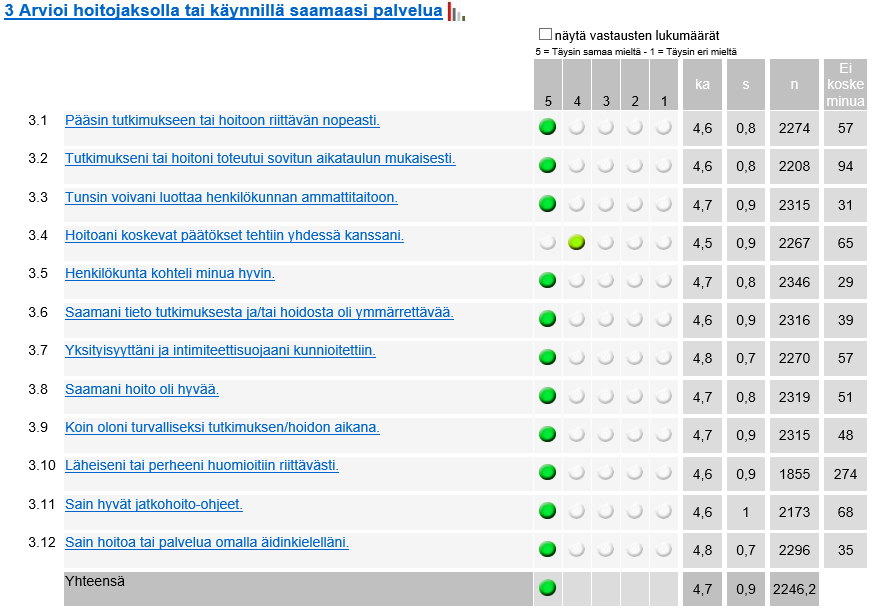 3 Arvioi hoitojaksolla tai käynnillä saamaasi palvelua
näytä vastausten lukumäärät
5 = Täysin samaa mieltä - 1 = Täysin eri mieltä
5 4 3 2 1 ka s n Ei koske minua
3.1 Pääsin tutkimukseen tai hoitoon riittävän nopeasti. 4,6 0,8 2274 57
3.2 Tutkimukseni tai hoitoni toteutui sovitun aikataulun mukaisesti. 4,6 0,8 2208 94
3.3 Tunsin voivani luottaa henkilökunnan ammattitaitoon. 4,7 0,9 2315 31
3.4 Hoitoani koskevat päätökset tehtiin yhdessä kanssani. 4,5 0,9 2267 65
3.5 Henkilökunta kohteli minua hyvin. 4,7 0,8 2346 29
3.6 Saamani tieto tutkimuksesta ja/tai hoidosta oli ymmärrettävää. 4,6 0,9 2316 39
3.7 Yksityisyyttäni ja intimiteettisuojaani kunnioitettiin. 4,8 0,7 2270 57
3.8 Saamani hoito oli hyvää. 4,7 0,8 2319 51
3.9 Koin oloni turvalliseksi tutkimuksen/hoidon aikana. 4,7 0,9 2315 48
3.10 Läheiseni tai perheeni huomioitiin riittävästi. 4,6 0,9 1855 274
3.11 Sain hyvät jatkohoito-ohjeet. 4,6 1 2173 68
3.12 Sain hoitoa tai palvelua omalla äidinkielelläni. 4,8 0,7 2296 35
Yhteensä 4,7 0,9 2246,2